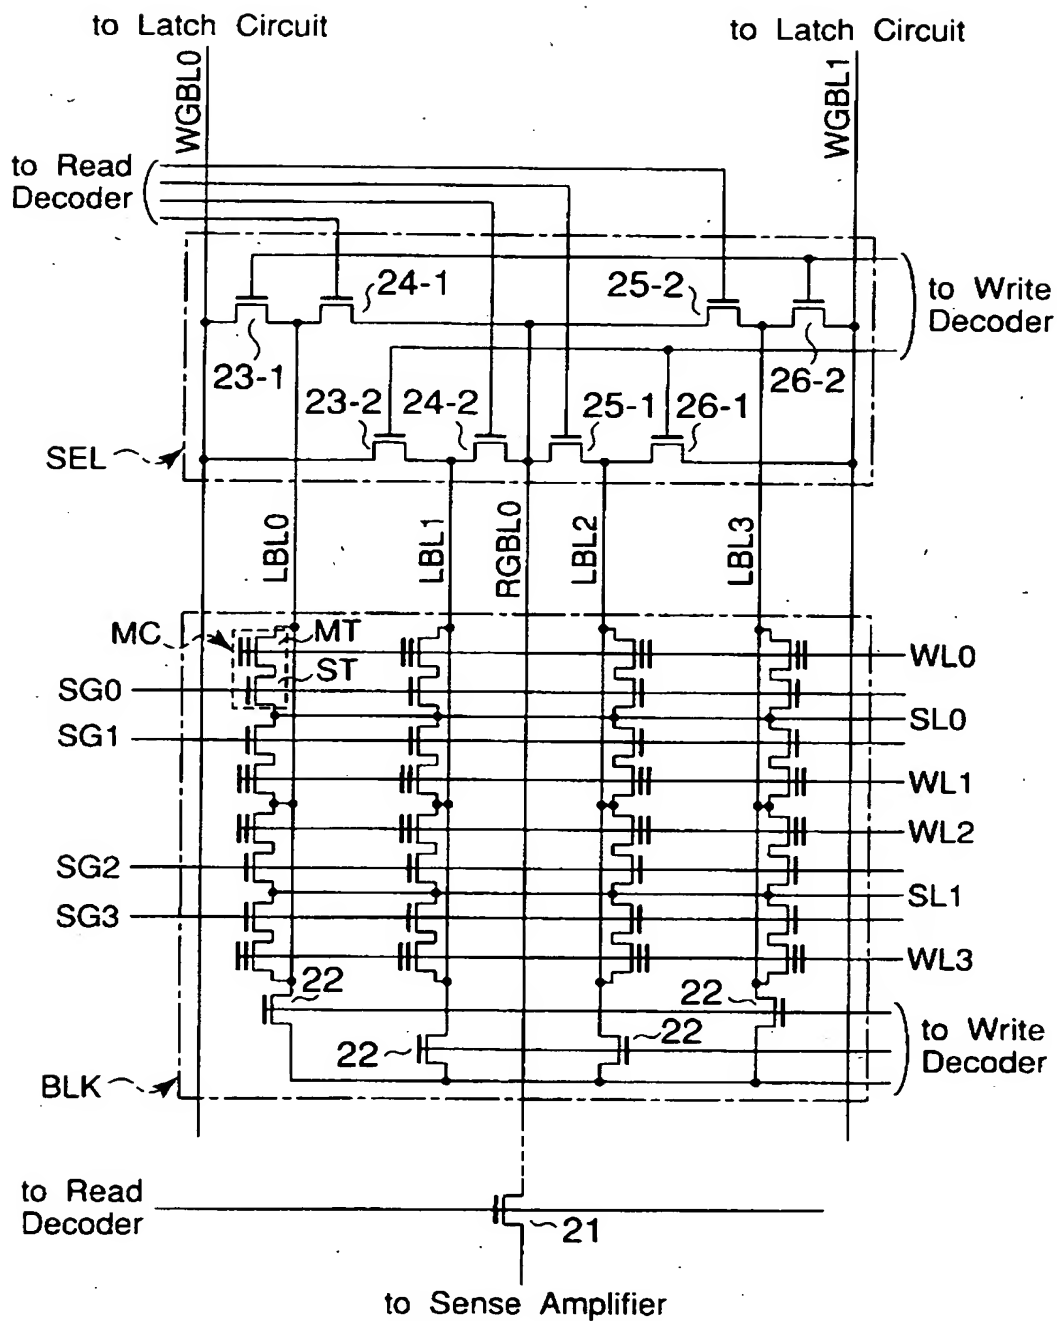 to Latch Circuit
to Latch Circuit
WGBL0
WGBL1
to Read
Decoder
24-1
25-2
to Write
Decoder
23-1
26-2
23-2
24-2
25-1
26-1
SEL
LBL0
LBL1
RGBL0
LBL2
LBL3
MC
MT
WL0
ST
SG0
SL0
SG1
WL1
WL2
SG2
SL1
SG3
WL3
22
22
22
22
to Write
Decoder
BLK
to Read
Decoder
21
to Sense Amplifier